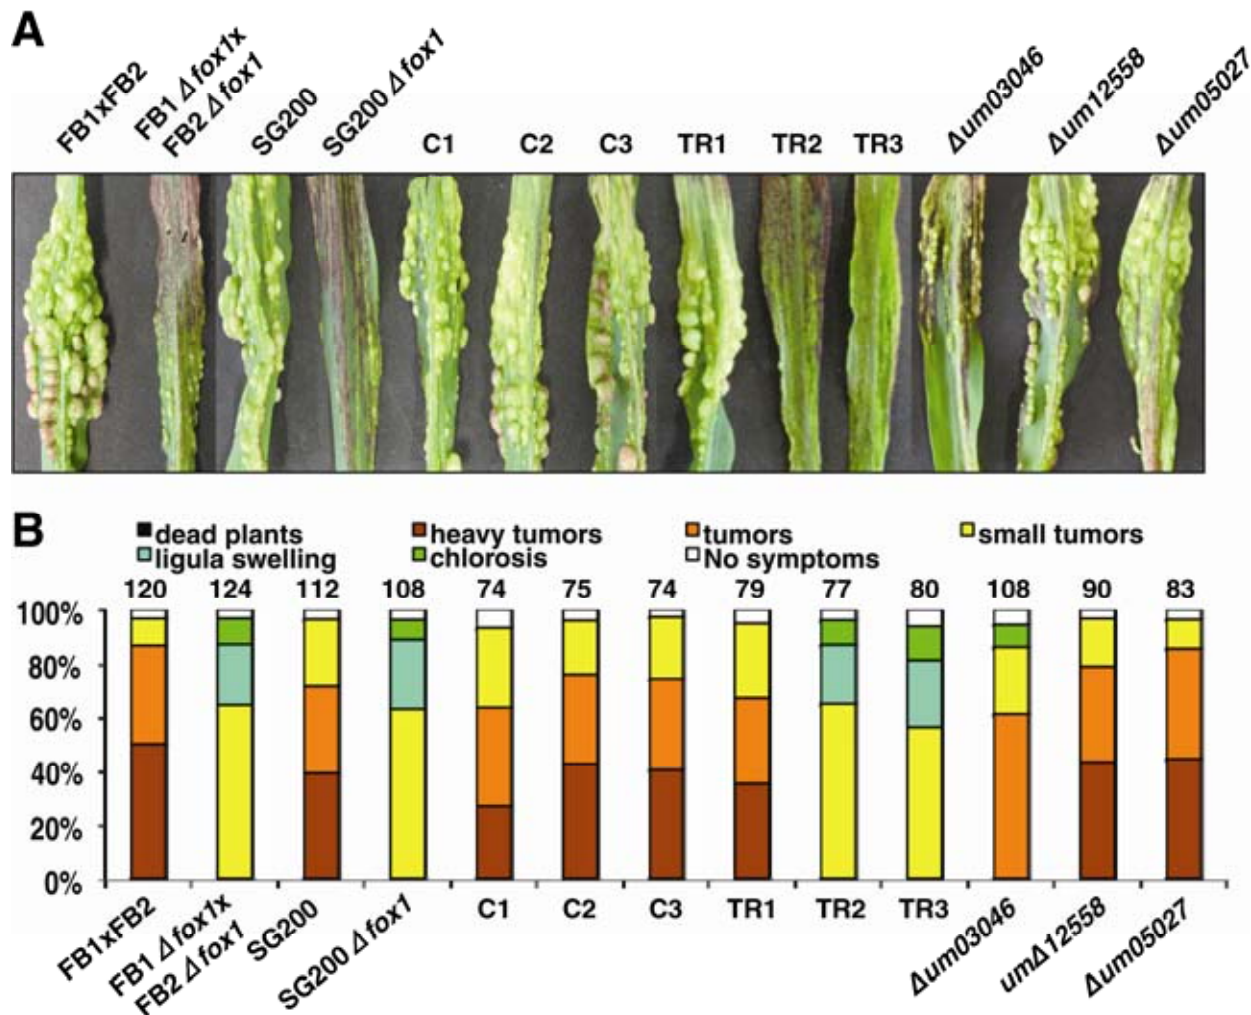 A
FB1xFB2
FB1 Δfox1x
FB2 Δfox1
SG200
SG200 Δfox1
C1
C2
C3
TR1
TR2
TR3
Δum03046
Δum12558
Δum05027
B
dead plants
heavy tumors
tumors
small tumors
ligula swelling
chlorosis
No symptoms
120 124 112 108 74 75 74 79 77 80 108 90 83
100%
80%
60%
40%
20%
0%
FB1xFB2
FB1 Δfox1x
FB2 Δfox1
SG200
SG200 Δfox1
C1
C2
C3
TR1
TR2
TR3
Δum03046
umΔ12558
Δum05027